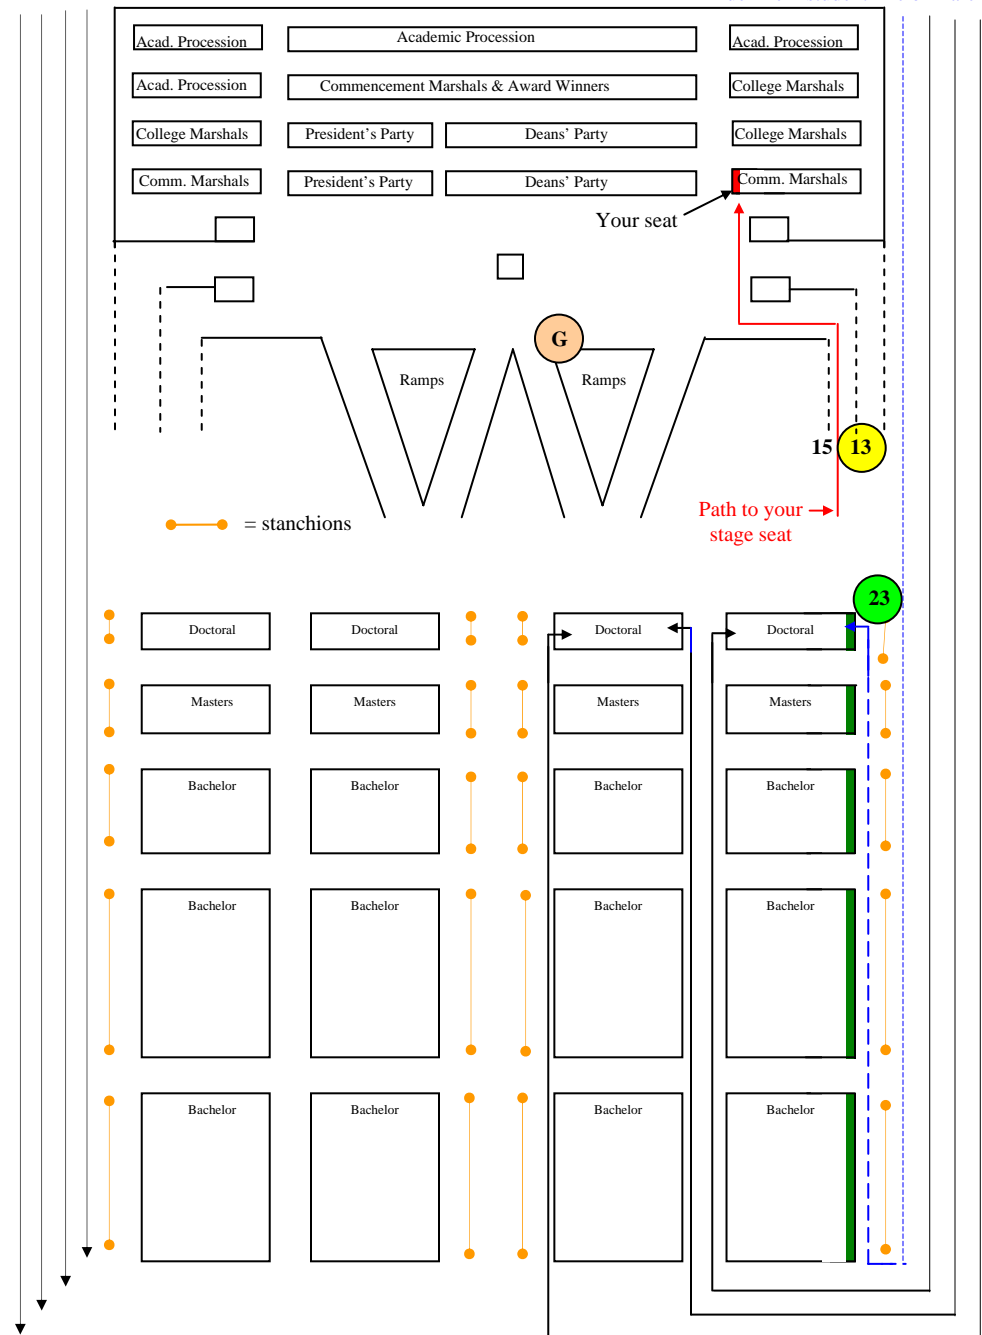 Acad. Procession
Academic Procession
Acad. Procession
Acad. Procession
Commencement Marshals & Award Winners
College Marshals
College Marshals
President's Party
Deans' Party
College Marshals
Comm. Marshals
President's Party
Deans' Party
Comm. Marshals
Your seat
G
Ramps
Ramps
15
13
Path to your
stage seat
= stanchions
23
Doctoral
Doctoral
Doctoral
Doctoral
Masters
Masters
Masters
Masters
Bachelor
Bachelor
Bachelor
Bachelor
Bachelor
Bachelor
Bachelor
Bachelor
Bachelor
Bachelor
Bachelor
Bachelor